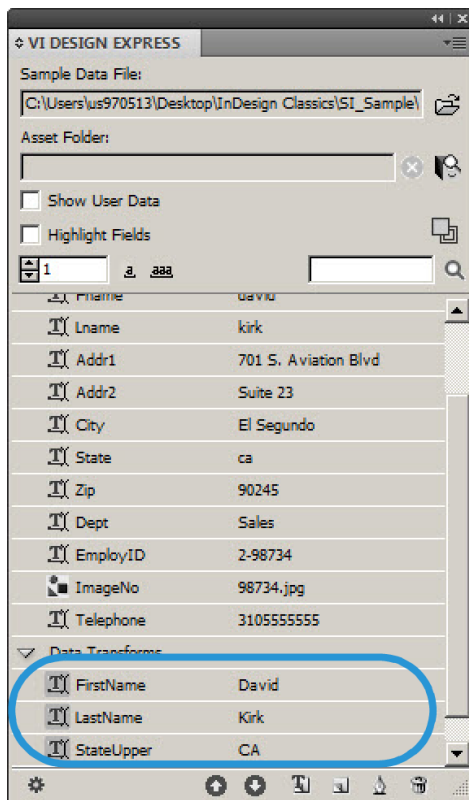 VI DESIGN EXPRESS
Sample Data File:
C:\Users\us970513\Desktop\InDesign Classics\SI_Sample\
Asset Folder:
Show User Data
Highlight Fields
1 a aaa
Fname david
Lname kirk
Addr1 701 S. Aviation Blvd
Addr2 Suite 23
City El Segundo
State ca
Zip 90245
Dept Sales
EmployID 2-98734
ImageNo 98734.jpg
Telephone 3105555555
Data Transforms
FirstName David
LastName Kirk
StateUpper CA